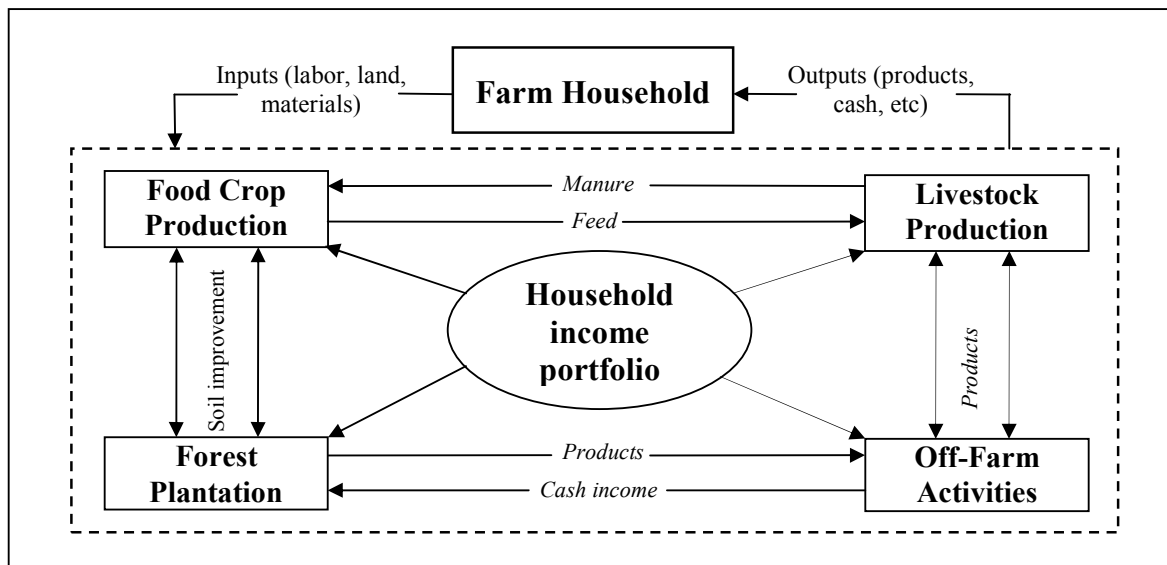 Inputs (labor, land,
materials)
Farm Household
Outputs (products,
cash, etc)
Food Crop
Production
Manure
Feed
Livestock
Production
Household
income
portfolio
Soil improvement
Products
Forest
Plantation
Products
Cash income
Off-Farm
Activities